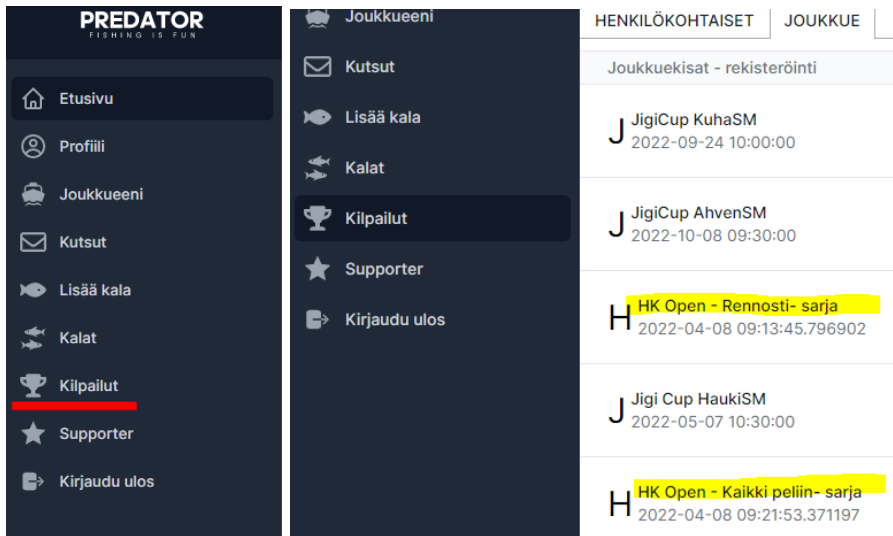 PREDATOR
FISHING IS FUN
Etusivu
Profiili
Joukkueeni
Kutsut
Lisää kala
Kalat
Kilpailut
Supporter
Kirjaudu ulos
Joukkueeni
Kutsut
Lisää kala
Kalat
Kilpailut
Supporter
Kirjaudu ulos
HENKILÖKOHTAISET JOUKKUE
Joukkuekisat - rekisteröinti
J JigiCup KuhaSM
2022-09-24 10:00:00
J JigiCup AhvenSM
2022-10-08 09:30:00
H HK Open - Rennosti- sarja
2022-04-08 09:13:45.796902
J Jigi Cup HaukiSM
2022-05-07 10:30:00
H HK Open - Kaikki peliin- sarja
2022-04-08 09:21:53.371197